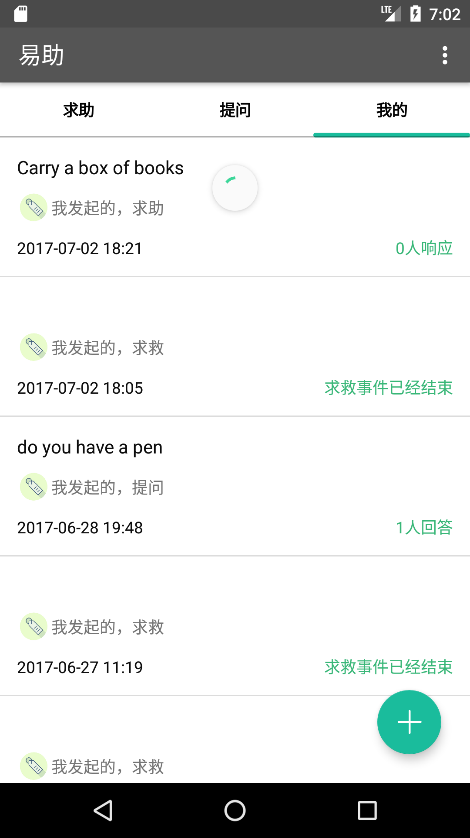 LTE 7:02
易助
求助 提问 我的
Carry a box of books
我发起的，求助
2017-07-02 18:21 0人响应
我发起的，求救
2017-07-02 18:05 求救事件已经结束
do you have a pen
我发起的，提问
2017-06-28 19:48 1人回答
我发起的，求救
2017-06-27 11:19 求救事件已经结束
我发起的，求救